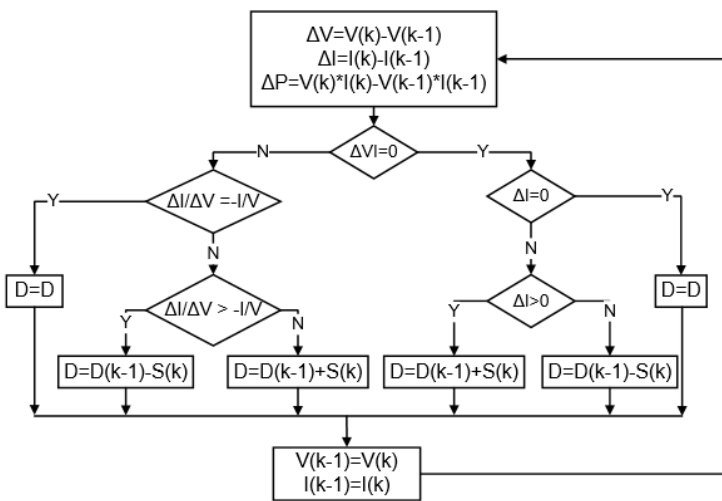 ΔV=V(k)-V(k-1)
ΔI=I(k)-I(k-1)
ΔP=V(k)*I(k)-V(k-1)*I(k-1)
N
ΔVI=0
Y
Y
ΔI/ΔV =-I/V
ΔI=0
Y
N
N
D=D
ΔI/ΔV > -I/V
ΔI>0
D=D
Y
N
Y
N
D=D(k-1)-S(k)
D=D(k-1)+S(k)
D=D(k-1)+S(k)
D=D(k-1)-S(k)
V(k-1)=V(k)
I(k-1)=I(k)